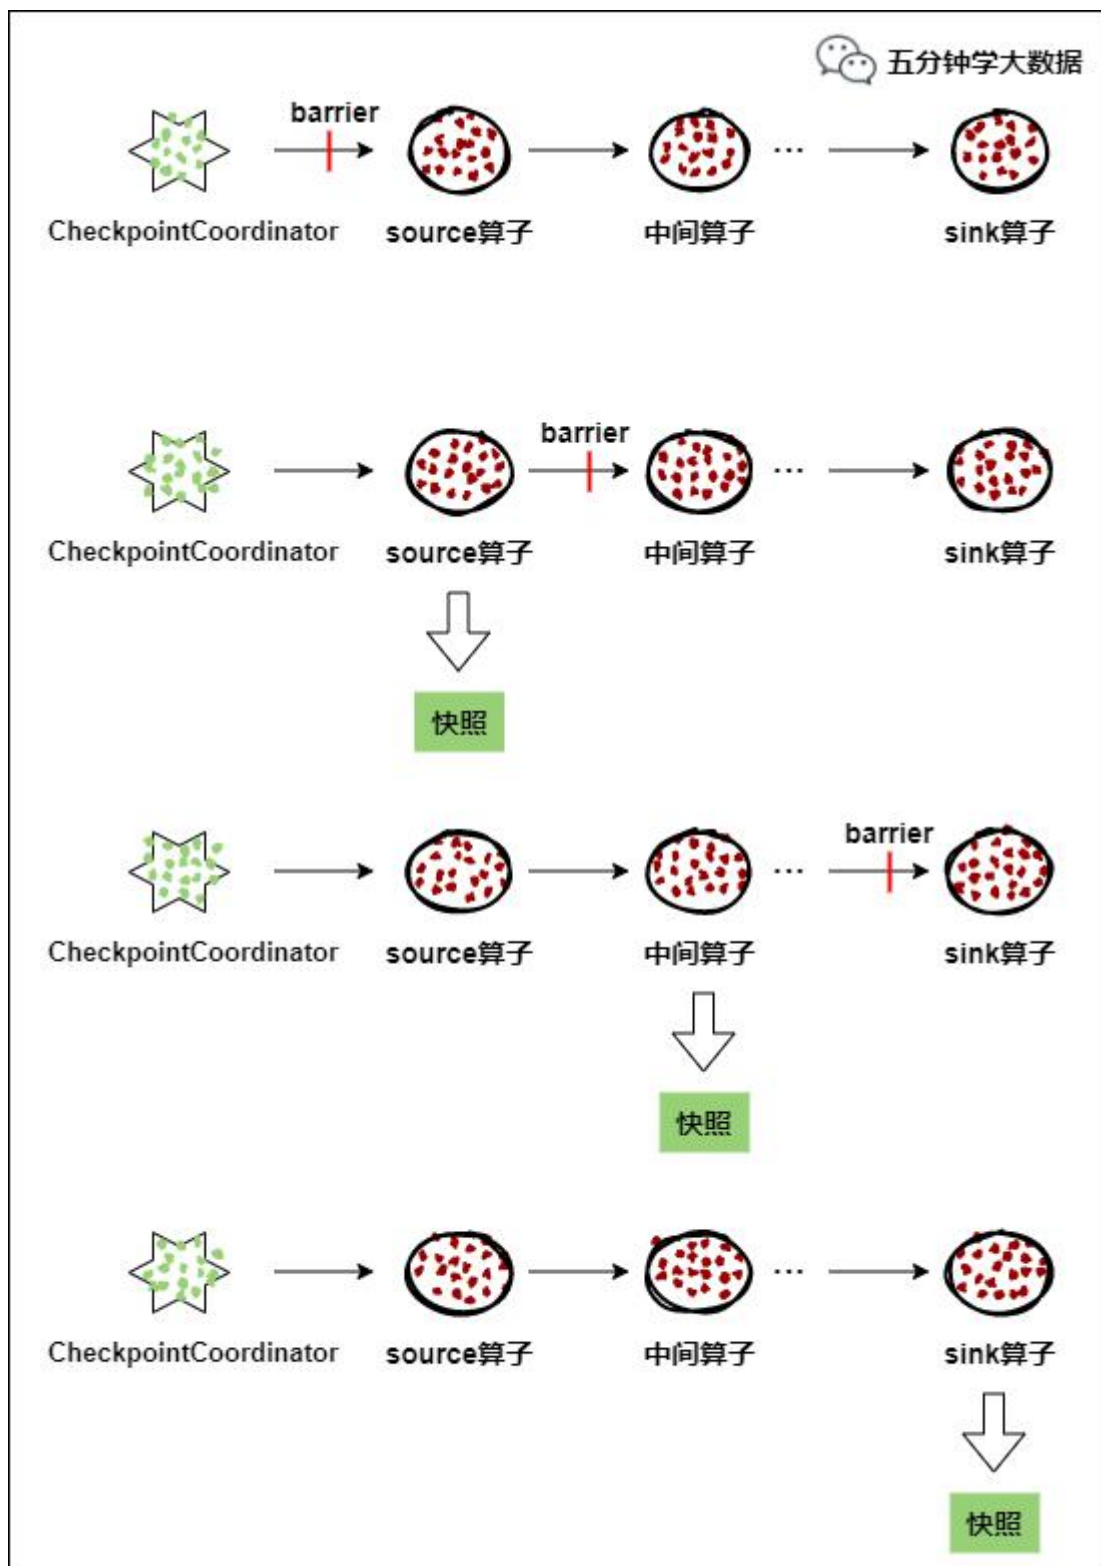 五分钟学大数据
barrier
CheckpointCoordinator source算子 中间算子 ... sink算子
barrier
CheckpointCoordinator source算子 中间算子 ... sink算子
快照
barrier
CheckpointCoordinator source算子 中间算子 ... sink算子
快照
CheckpointCoordinator source算子 中间算子 ... sink算子
快照